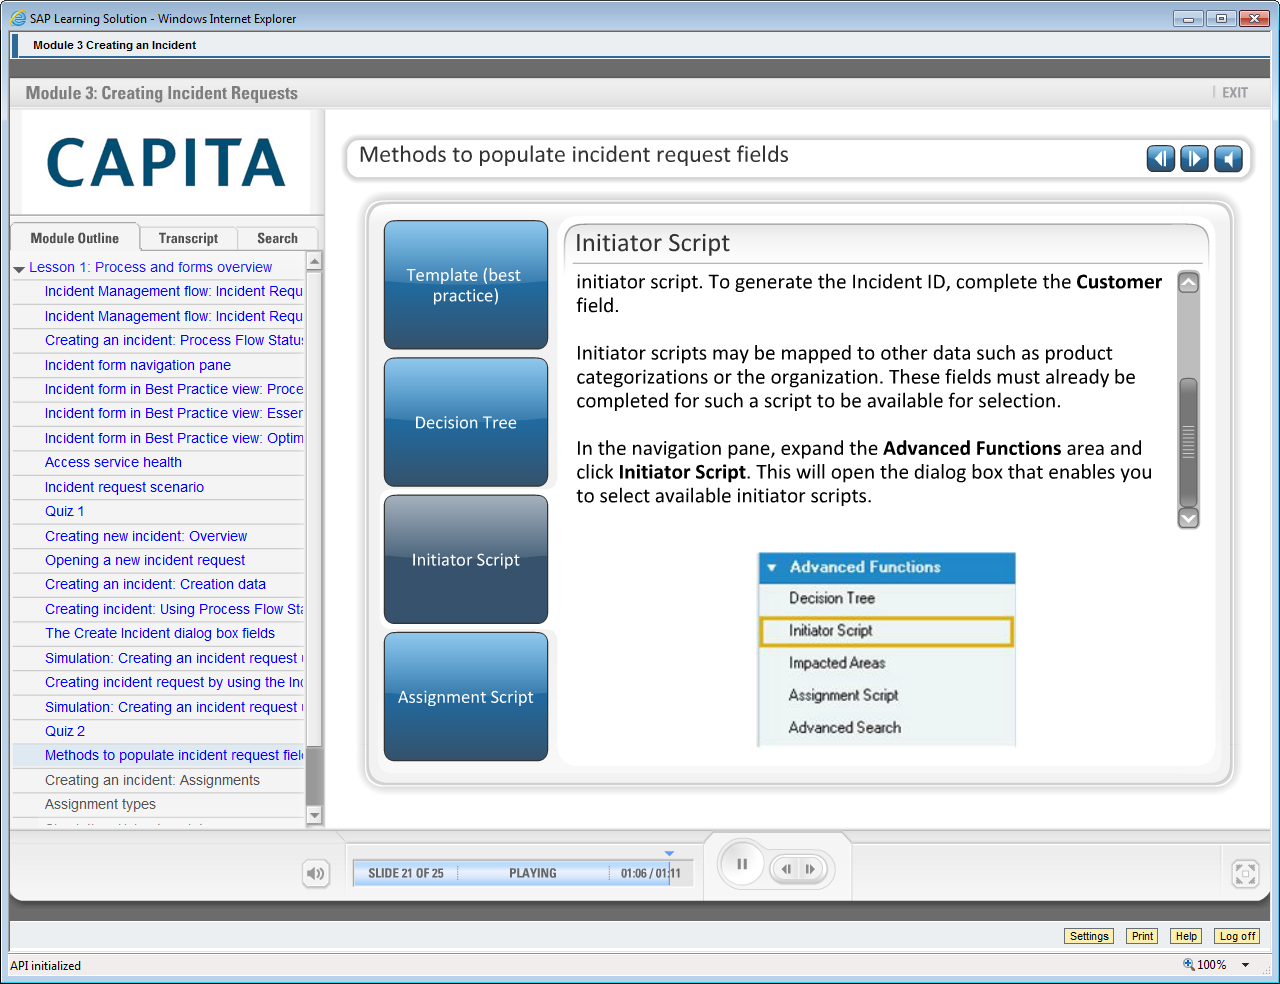 SAP Learning Solution - Windows Internet Explorer
Module 3 Creating an Incident
Module 3: Creating Incident Requests
EXIT
CAPITA
Module Outline
Transcript
Search
Lesson 1: Process and forms overview
Incident Management flow: Incident Requ
Incident Management flow: Incident Requ
Creating an incident: Process Flow Statu
Incident form navigation pane
Incident form in Best Practice view: Proce
Incident form in Best Practice view: Esser
Incident form in Best Practice view: Optim
Access service health
Incident request scenario
Quiz 1
Creating new incident: Overview
Opening a new incident request
Creating an incident: Creation data
Creating incident: Using Process Flow Sta
The Create Incident dialog box fields
Simulation: Creating an incident request
Creating incident request by using the Inc
Simulation: Creating an incident request
Quiz 2
Methods to populate incident request fiel
Creating an incident: Assignments
Assignment types
Methods to populate incident request fields
Template (best
practice)
Decision Tree
Initiator Script
Assignment Script
Initiator Script
initiator script. To generate the Incident ID, complete the Customer
field.
Initiator scripts may be mapped to other data such as product
categorizations or the organization. These fields must already be
completed for such a script to be available for selection.
In the navigation pane, expand the Advanced Functions area and
click Initiator Script. This will open the dialog box that enables you
to select available initiator scripts.
Advanced Functions
Decision Tree
Initiator Script
Impacted Areas
Assignment Script
Advanced Search
SLIDE 21 OF 25
PLAYING
01:06 / 01:11
Settings
Print
Help
Log off
API initialized
100%